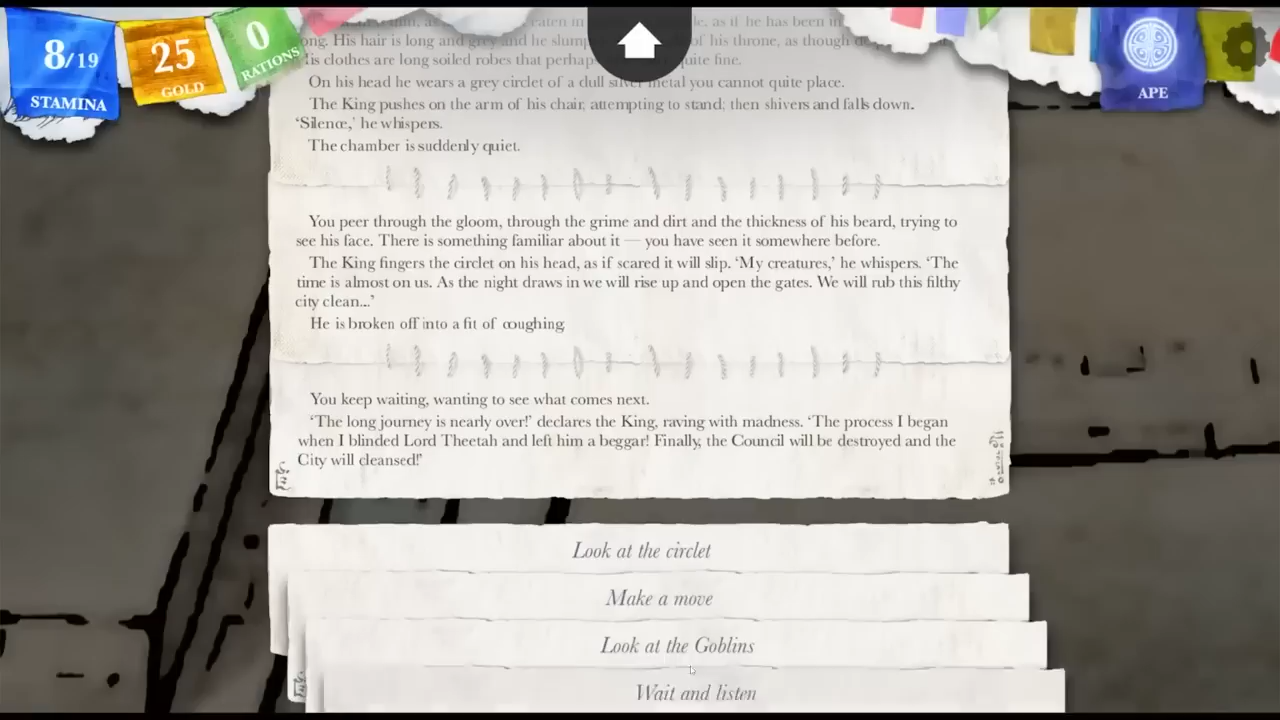 8/19
STAMINA
25
GOLD
0
RATIONS
APE
eaten in
as if he has been in
ong. His hair is long and grey and he slump of his throne, as though
is clothes are long soiled robes that perhap quite fine.
On his head he wears a grey circlet of a dull silver metal you cannot quite place.
The King pushes on the arm of his chair, attempting to stand; then shivers and falls down.
‘Silence,’ he whispers.
The chamber is suddenly quiet.
You peer through the gloom, through the grime and dirt and the thickness of his beard, trying to
see his face. There is something familiar about it — you have seen it somewhere before.
The King fingers the circlet on his head, as if scared it will slip. ‘My creatures,’ he whispers. ‘The
time is almost on us. As the night draws in we will rise up and open the gates. We will rub this filthy
city clean...’
He is broken off into a fit of coughing.
You keep waiting, wanting to see what comes next.
‘The long journey is nearly over!’ declares the King, raving with madness. ‘The process I began
when I blinded Lord Theetah and left him a beggar! Finally, the Council will be destroyed and the
City will cleansed!’
Look at the circlet
Make a move
Look at the Goblins
Wait and listen